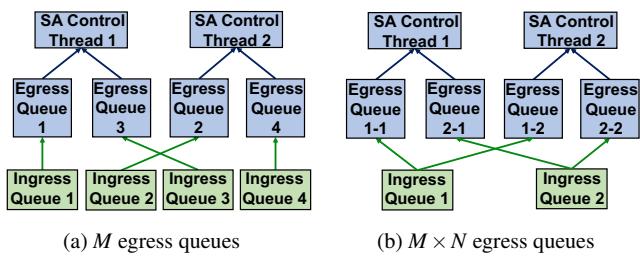 SA Control
Thread 1
SA Control
Thread 2
Egress
Queue
1
Egress
Queue
3
Egress
Queue
2
Egress
Queue
4
Ingress
Queue 1
Ingress
Queue 2
Ingress
Queue 3
Ingress
Queue 4
(a) M egress queues
SA Control
Thread 1
SA Control
Thread 2
Egress
Queue
1-1
Egress
Queue
2-1
Egress
Queue
1-2
Egress
Queue
2-2
Ingress
Queue 1
Ingress
Queue 2
(b) M × N egress queues